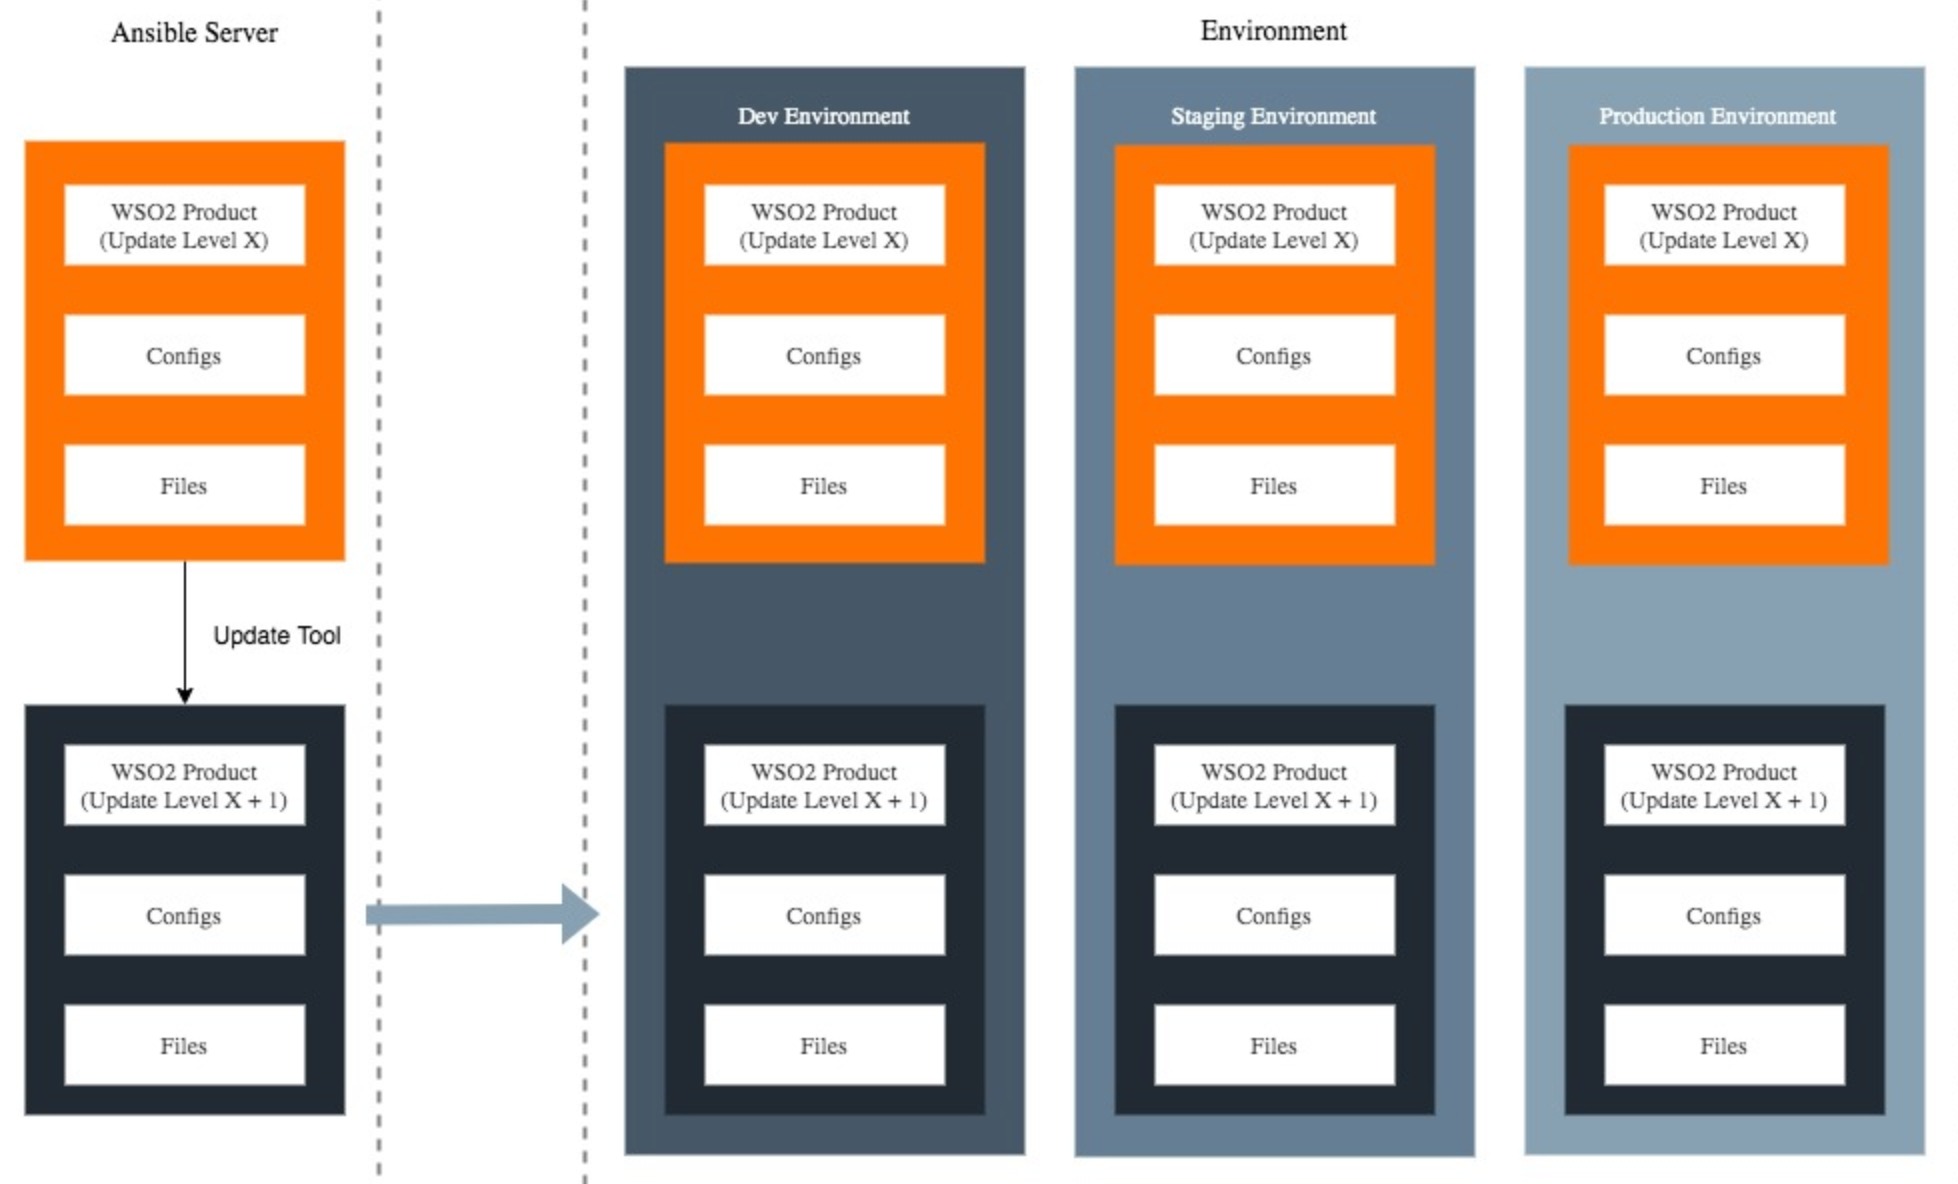 Ansible Server
WSO2 Product
(Update Level X)
Configs
Files
Update Tool
WSO2 Product
(Update Level X + 1)
Configs
Files
Environment
Dev Environment
WSO2 Product
(Update Level X)
Configs
Files
WSO2 Product
(Update Level X + 1)
Configs
Files
Staging Environment
WSO2 Product
(Update Level X)
Configs
Files
WSO2 Product
(Update Level X + 1)
Configs
Files
Production Environment
WSO2 Product
(Update Level X)
Configs
Files
WSO2 Product
(Update Level X + 1)
Configs
Files